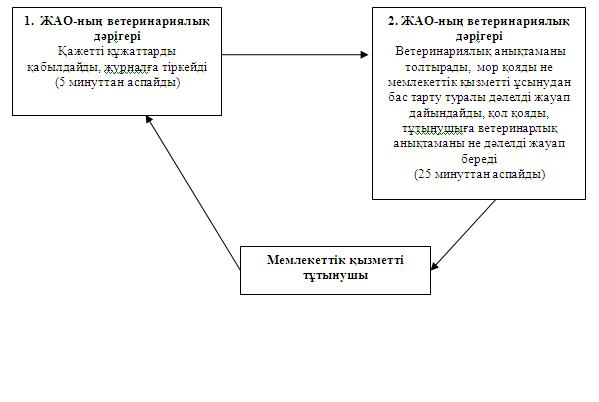 1. ЖАО-ның ветеринариялық
дәрігері
Қажетті құжаттарды
қабылдайды, журналға тіркейді
(5 минуттан аспайды)
2. ЖАО-ның ветеринариялық
дәрігері
Ветеринариялық анықтаманы
толтырады, мөр қояды не
мемлекеттік қызметті ұсынудан
бас тарту туралы дәлелді жауап
дайындайды, қол қояды,
тұтынушыға ветеринарлық
анықтаманы не дәлелді жауап
береді
(25 минуттан аспайды)
Мемлекеттік қызметті
тұтынушы